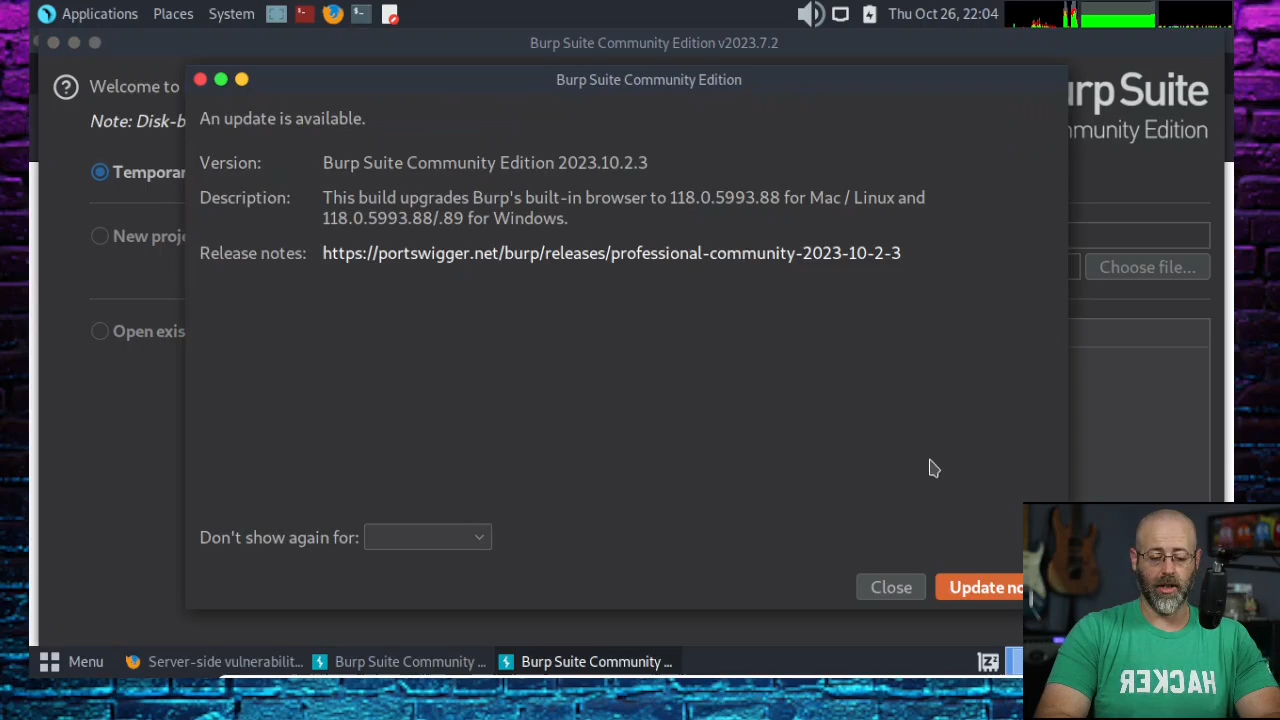 Applications Places System Thu Oct 26, 22:04
Burp Suite Community Edition v2023.7.2
Burp Suite Community Edition
Welcome to
Note: Disk-b
urp Suite
mmunity Edition
An update is available.
Version: Burp Suite Community Edition 2023.10.2.3
Temporar
Description: This build upgrades Burp's built-in browser to 118.0.5993.88 for Mac / Linux and
118.0.5993.88/.89 for Windows.
New proje
Release notes: https://portswigger.net/burp/releases/professional-community-2023-10-2-3
Choose file...
Open exis
Don't show again for:
Close Update no
HACKER
Menu Server-side vulnerabilit... Burp Suite Community ... Burp Suite Community ...